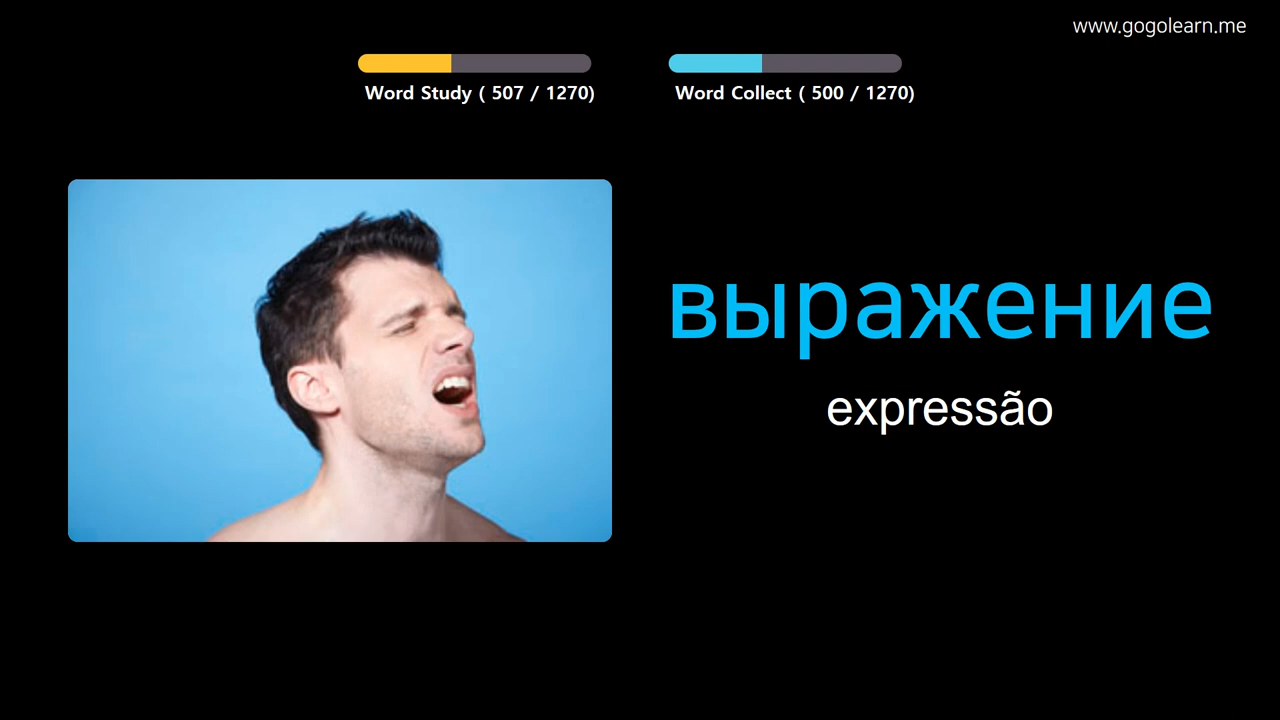 www.gogolearn.me
Word Study ( 507 / 1270)
Word Collect ( 500 / 1270)
выражение
expressão